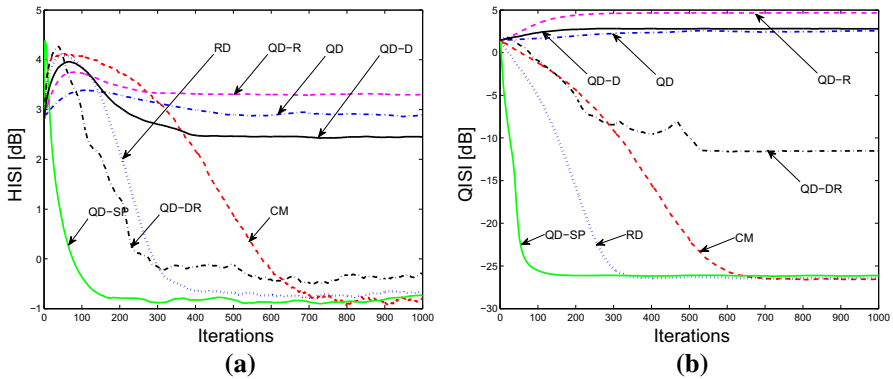 5
4
3
2
1
0
−1
HISI [dB]
0 100 200 300 400 500 600 700 800 900 1000
Iterations
RD
QD−R
QD
QD−D
QD−SP
QD−DR
CM
(a)
5
0
−5
−10
−15
−20
−25
−30
QISI [dB]
0 100 200 300 400 500 600 700 800 900 1000
Iterations
QD−D
QD
QD−R
QD−DR
QD−SP
RD
CM
(b)